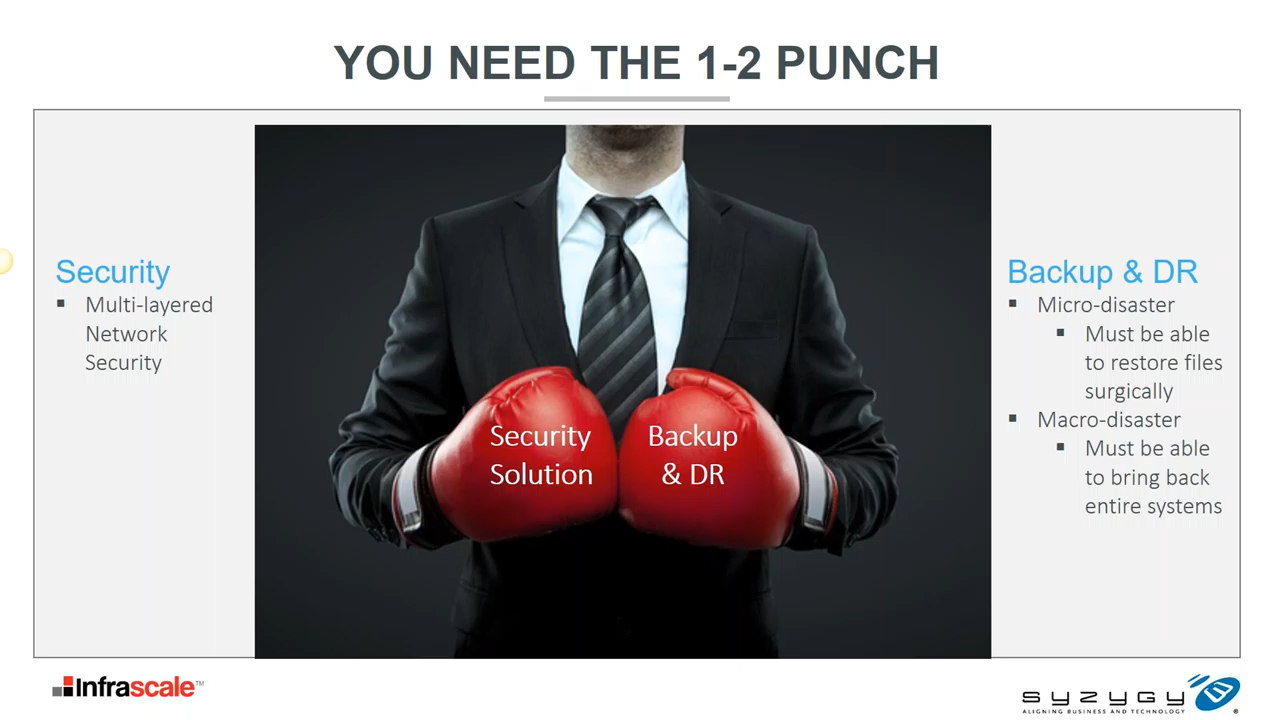 YOU NEED THE 1-2 PUNCH
Security
▪ Multi-layered
Network
Security
Security
Solution
Backup
& DR
Backup & DR
▪ Micro-disaster
▪ Must be able
to restore files
surgically
▪ Macro-disaster
▪ Must be able
to bring back
entire systems
Infrascale™
SYZYGY
ALIGNING BUSINESS AND TECHNOLOGY
®